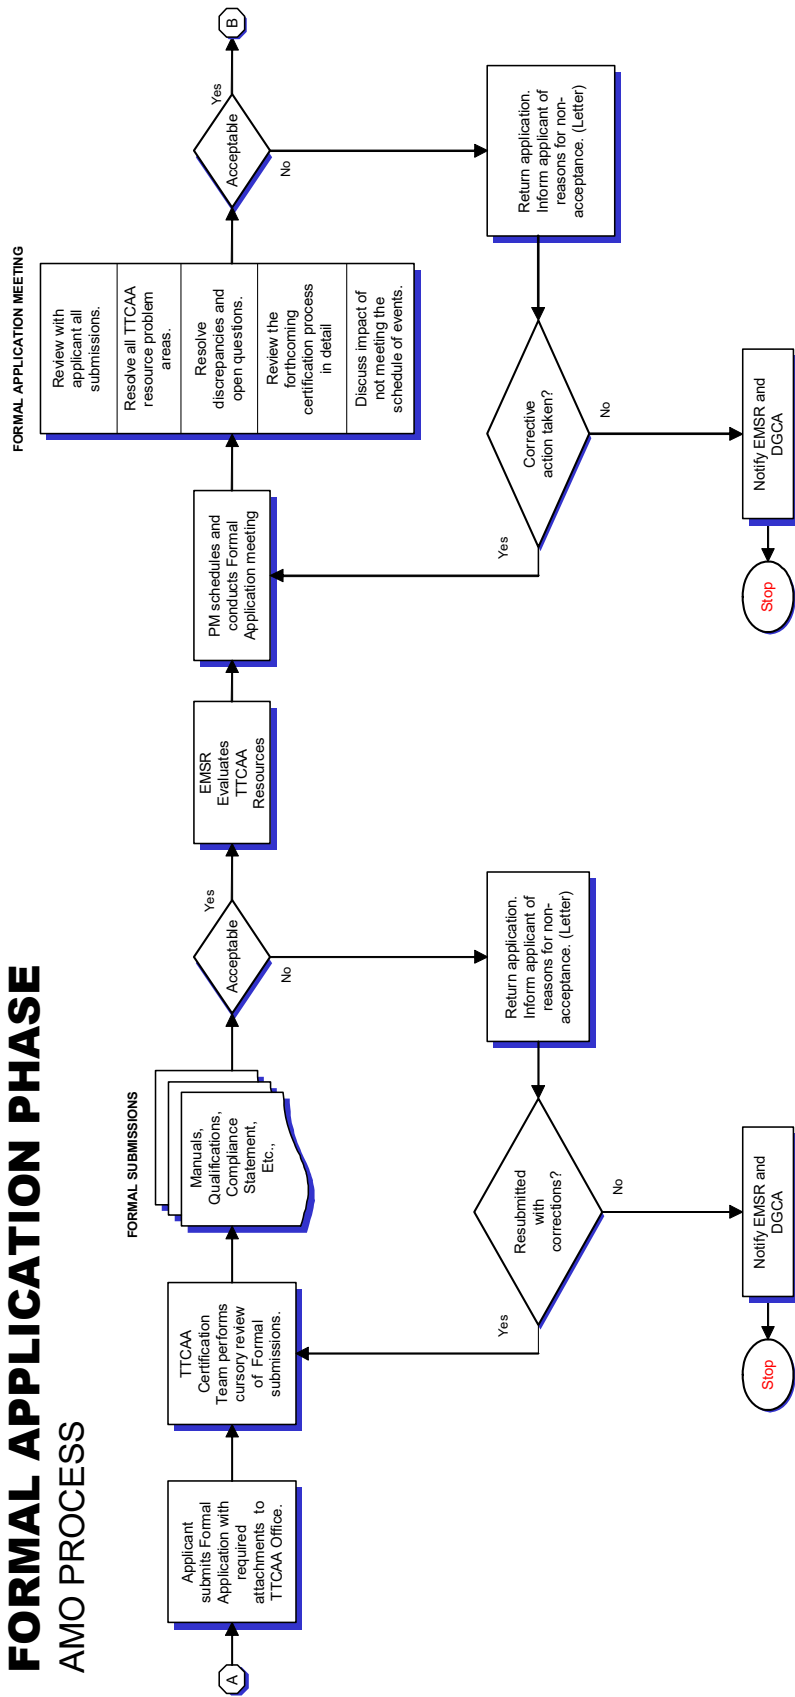 FORMAL APPLICATION PHASE
AMO PROCESS
A
Applicant
submits Formal
Application with
required
attachments to
TTCAA Office.
TTCAA
Certification
Team performs
cursory review
of Formal
submissions.
FORMAL SUBMISSIONS
Manuals,
Qualifications,
Compliance
Statement,
Etc.,
Acceptable
Yes
No
Return application.
Inform applicant of
reasons for non-
acceptance. (Letter)
Resubmitted
with
corrections?
Yes
No
Notify EMSR and
DGCA
Stop
EMSR
Evaluates
TTCAA
Resources
PM schedules and
conducts Formal
Application meeting
FORMAL APPLICATION MEETING
Review with
applicant all
submissions.
Resolve all TTCAA
resource problem
areas.
Resolve
discrepancies and
open questions.
Review the
forthcoming
certification process
in detail
Discuss impact of
not meeting the
schedule of events.
Acceptable
Yes
No
B
Return application.
Inform applicant of
reasons for non-
acceptance. (Letter)
Corrective
action taken?
Yes
No
Notify EMSR and
DGCA
Stop